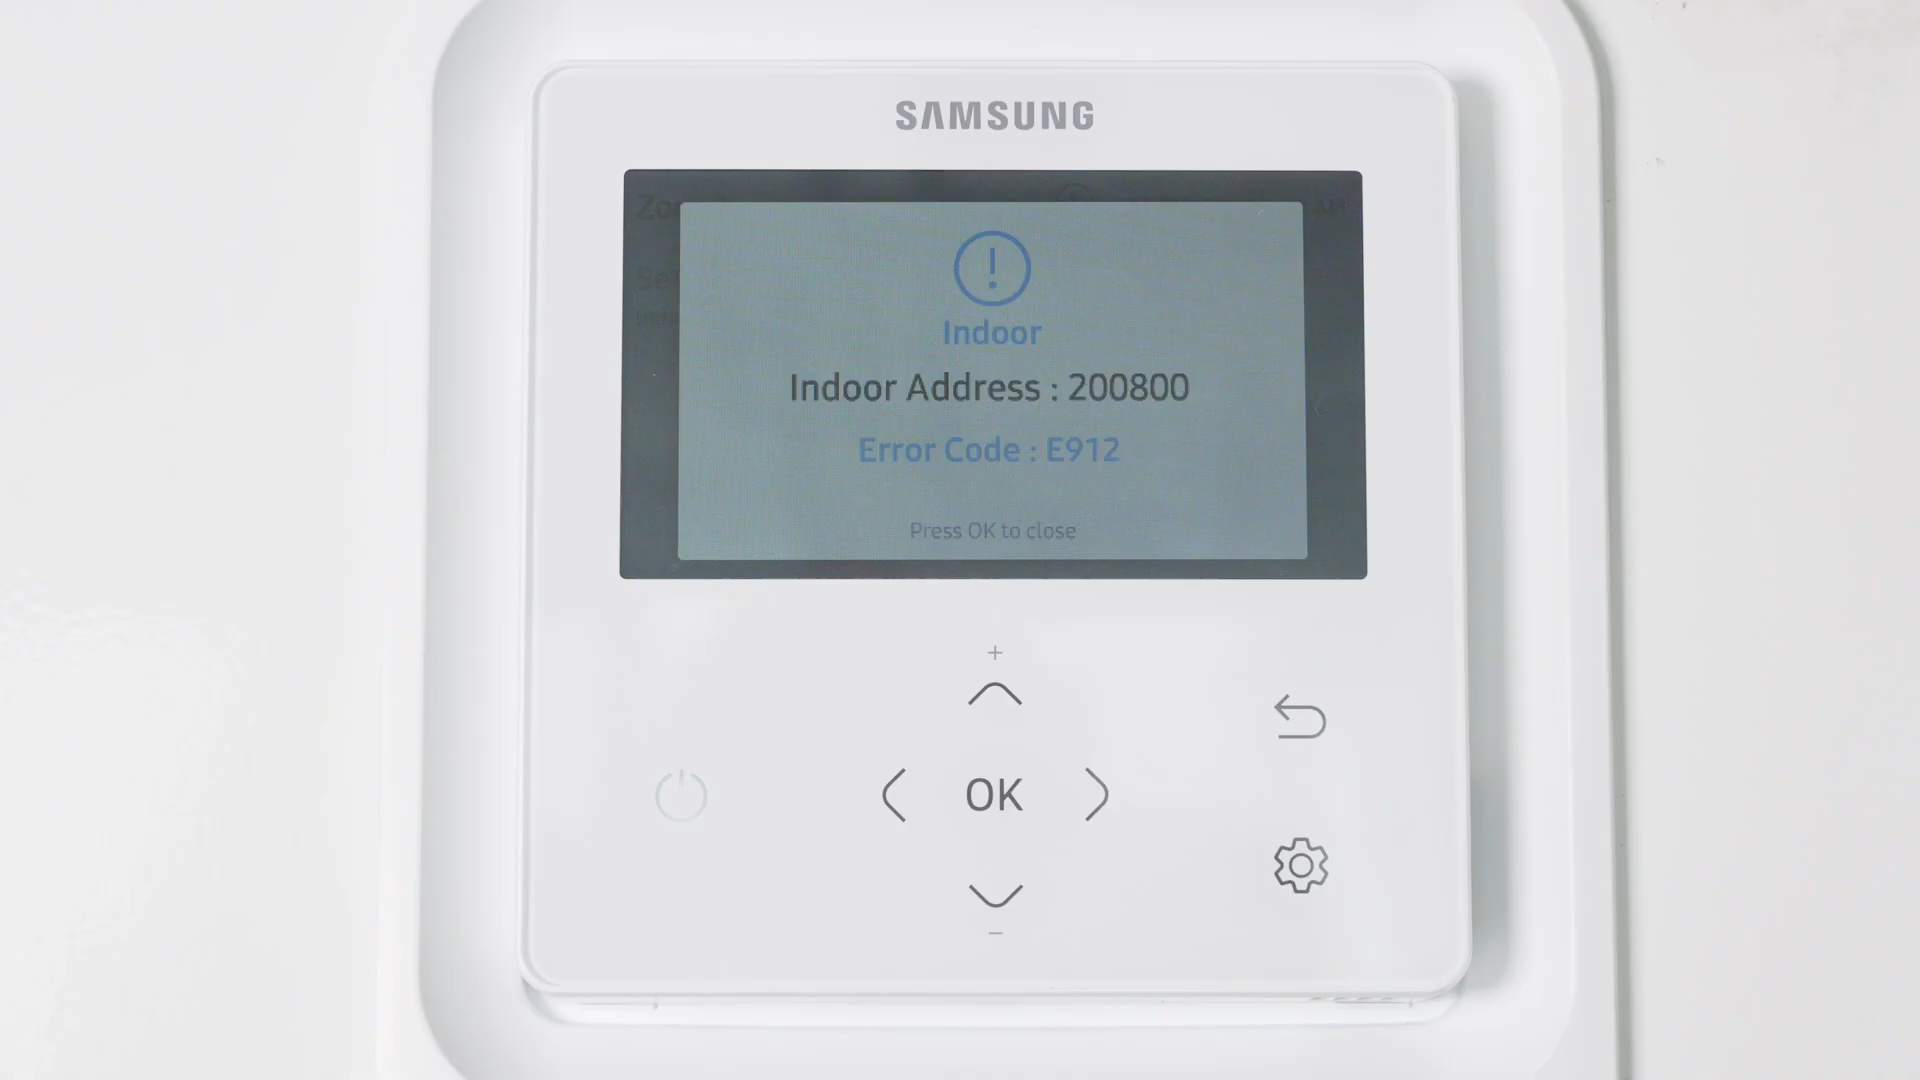 SAMSUNG
Indoor
Indoor Address : 200800
Error Code : E912
Press OK to close
+
OK
−